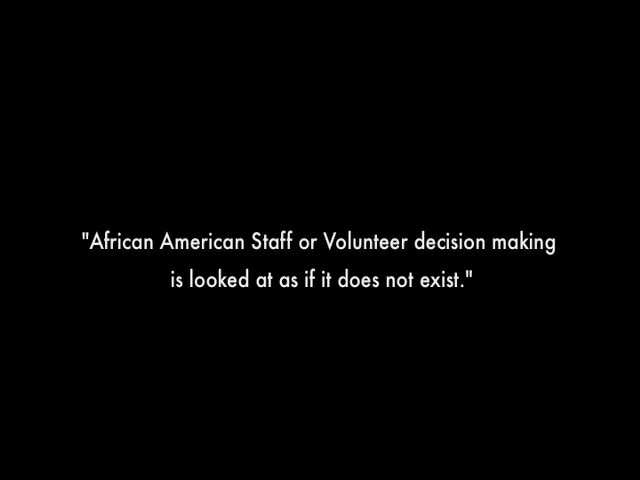 "African American Staff or Volunteer decision making
is looked at as if it does not exist."